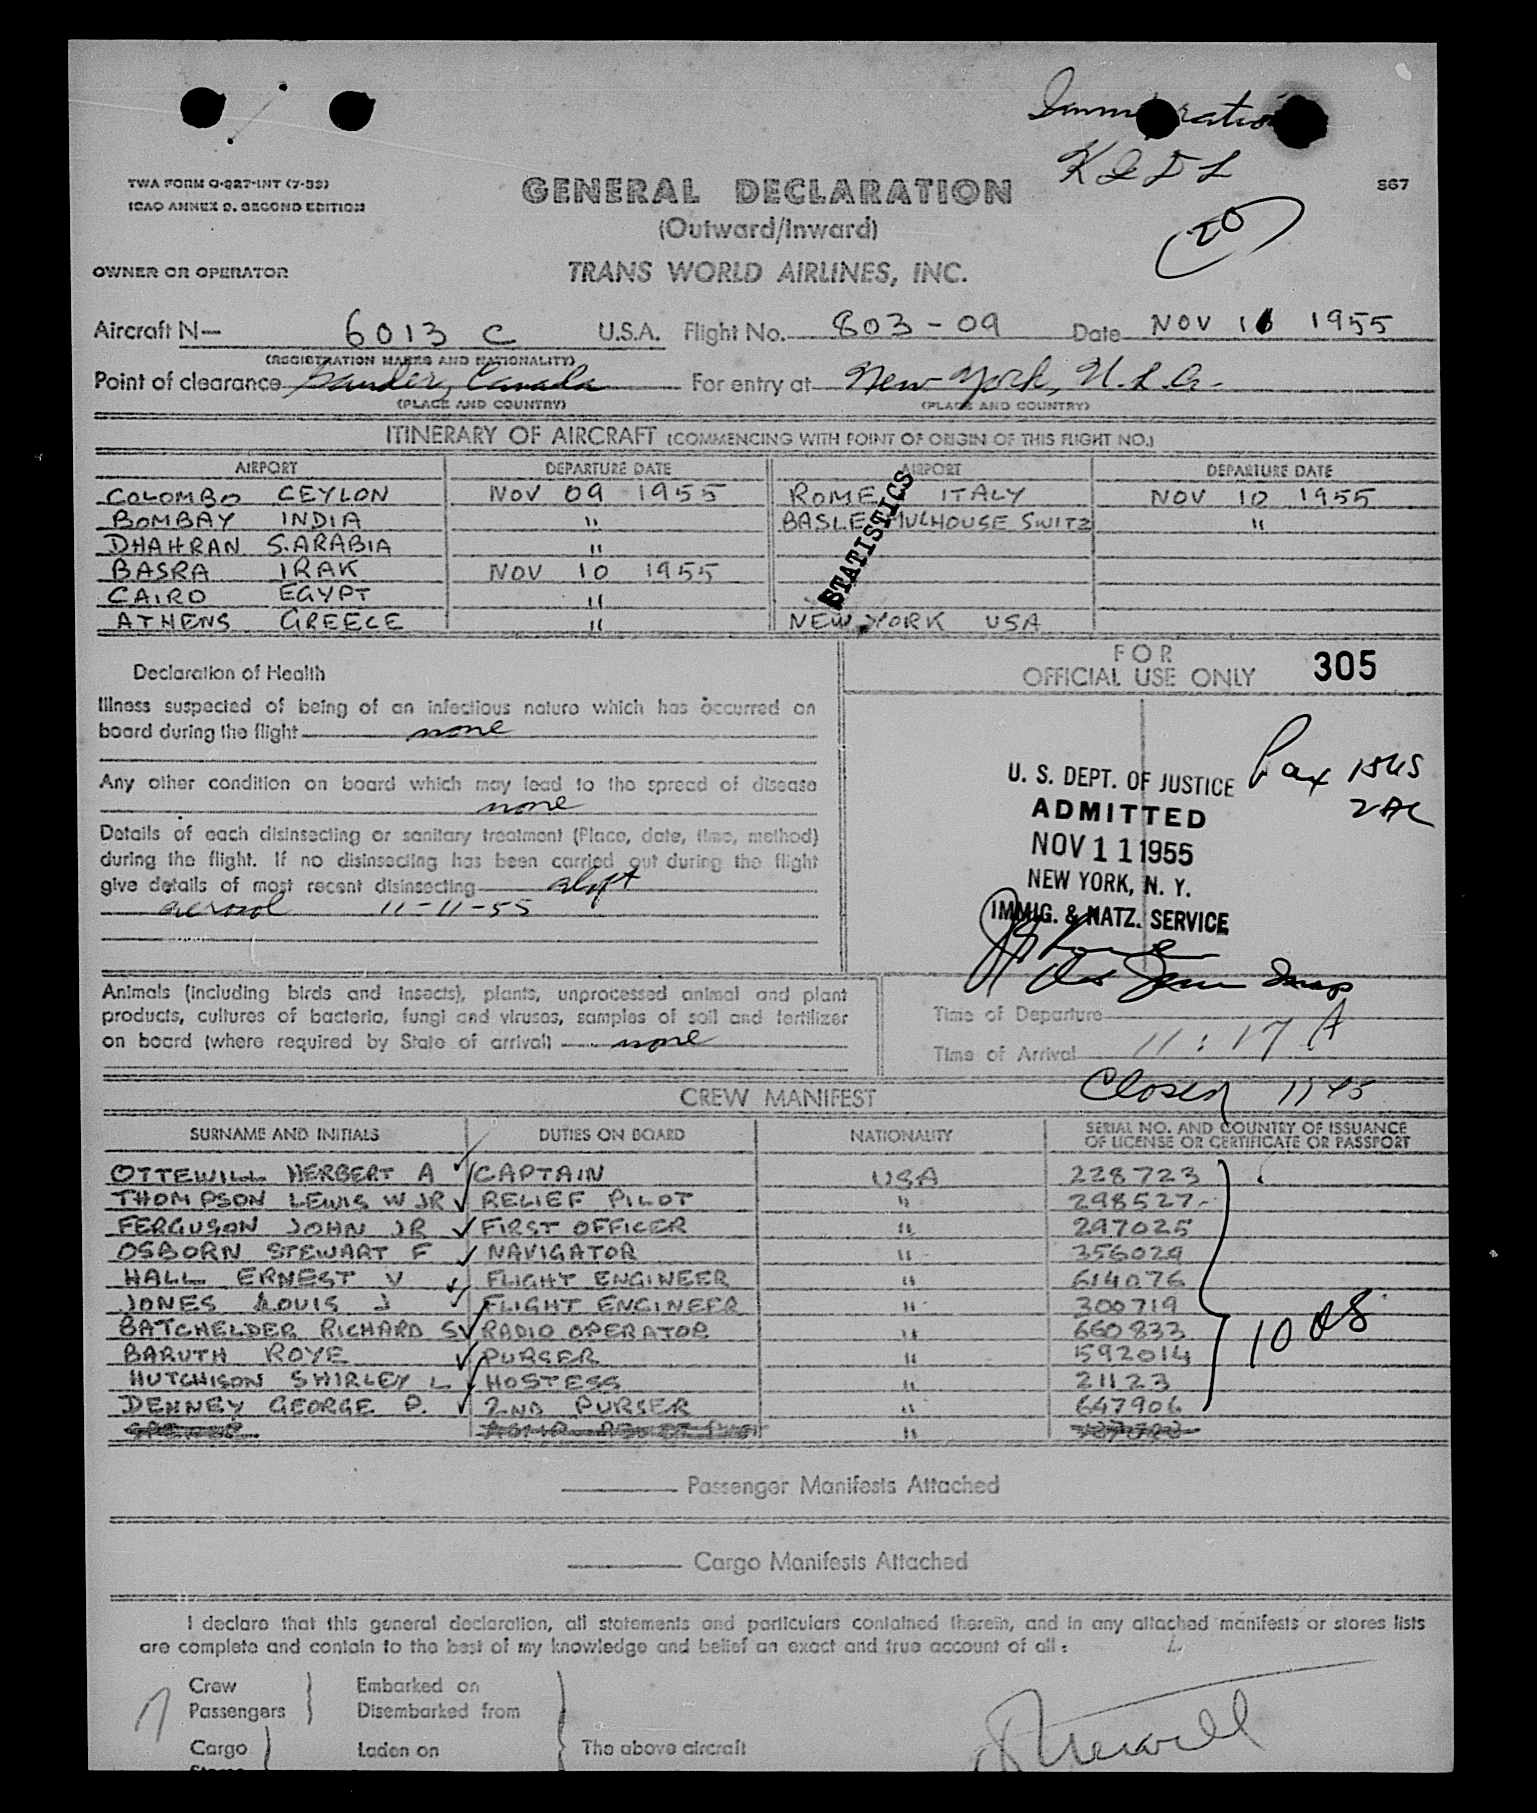 Immigration
K I D L
20
TWA FORM O-927-INT (7-53)
ICAO ANNEX 9. SECOND EDITION
GENERAL DECLARATION
867
(Outward/Inward)
OWNER OR OPERATOR
TRANS WORLD AIRLINES, INC.
Aircraft N— 6013 C U.S.A. Flight No. 803-09 Date NOV 11 1955
(REGISTRATION MARKS AND NATIONALITY)
Point of clearance Gander, Canada For entry at New York, U.S.A.
(PLACE AND COUNTRY) (PLACE AND COUNTRY)
ITINERARY OF AIRCRAFT (COMMENCING WITH POINT OF ORIGIN OF THIS FLIGHT NO.)
AIRPORT DEPARTURE DATE AIRPORT DEPARTURE DATE
COLOMBO CEYLON NOV 09 1955 ROME ITALY NOV 10 1955
BOMBAY INDIA " BASLE MULHOUSE SWITZ "
DHAHRAN S.ARABIA "
BASRA IRAK NOV 10 1955
CAIRO EGYPT "
ATHENS GREECE " NEW YORK USA
STATISTICS
FOR
OFFICIAL USE ONLY 305
Declaration of Health
Illness suspected of being of an infectious nature which has occurred on
board during the flight none
Any other condition on board which may lead to the spread of disease
none
Details of each disinsecting or sanitary treatment (Place, date, time, method)
during the flight. If no disinsecting has been carried out during the flight
give details of most recent disinsecting
aerosol 11-11-55
Pax 15 US
U. S. DEPT. OF JUSTICE
2 AL
ADMITTED
NOV 11 1955
NEW YORK, N. Y.
IMMIG. & NATZ. SERVICE
Animals (including birds and insects), plants, unprocessed animal and plant
products, cultures of bacteria, fungi and viruses, samples of soil and fertilizer
on board (where required by State of arrival) none
Time of Departure
Time of Arrival 11:17 A
Closed 1145
CREW MANIFEST
SURNAME AND INITIALS DUTIES ON BOARD NATIONALITY SERIAL NO. AND COUNTRY OF ISSUANCE
OF LICENSE OR CERTIFICATE OR PASSPORT
OTTEWILL HERBERT A CAPTAIN USA 228723
THOMPSON LEWIS W JR RELIEF PILOT " 298527
FERGUSON JOHN JR FIRST OFFICER " 297025
OSBORN STEWART F NAVIGATOR " 356029
HALL ERNEST V FLIGHT ENGINEER " 614076
JONES LOUIS J FLIGHT ENGINEER " 300719
BATCHELDER RICHARD S RADIO OPERATOR " 660833
BARUTH ROYE PURSER " 592014
HUTCHISON SHIRLEY L HOSTESS " 21123
DENNEY GEORGE P. 2ND PURSER " 647906
"
10 US
Passenger Manifests Attached
Cargo Manifests Attached
I declare that this general declaration, all statements and particulars contained therein, and in any attached manifests or stores lists
are complete and contain to the best of my knowledge and belief an exact and true account of all :
Crew Embarked on
Passengers Disembarked from
Cargo Laden on The above aircraft
Stores